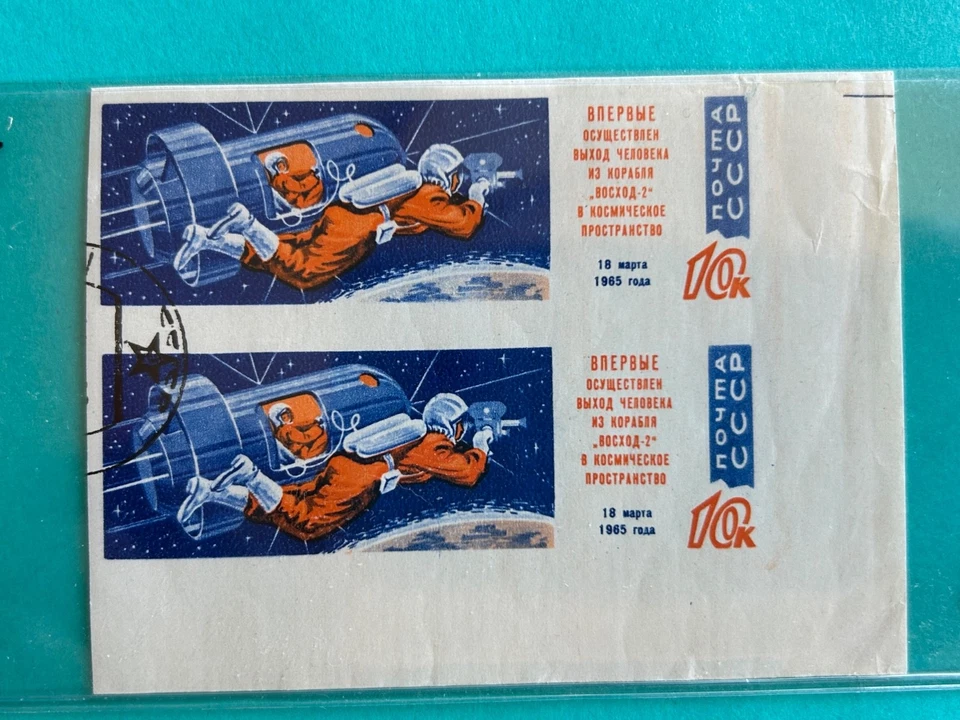 ВПЕРВЫЕ
ОСУЩЕСТВЛЕН
ВЫХОД ЧЕЛОВЕКА
ИЗ КОРАБЛЯ
„ВОСХОД-2“
В КОСМИЧЕСКОЕ
ПРОСТРАНСТВО
18 марта
1965 года
ПОЧТА
СССР
10к
ВПЕРВЫЕ
ОСУЩЕСТВЛЕН
ВЫХОД ЧЕЛОВЕКА
ИЗ КОРАБЛЯ
„ВОСХОД-2“
В КОСМИЧЕСКОЕ
ПРОСТРАНСТВО
18 марта
1965 года
ПОЧТА
СССР
10к